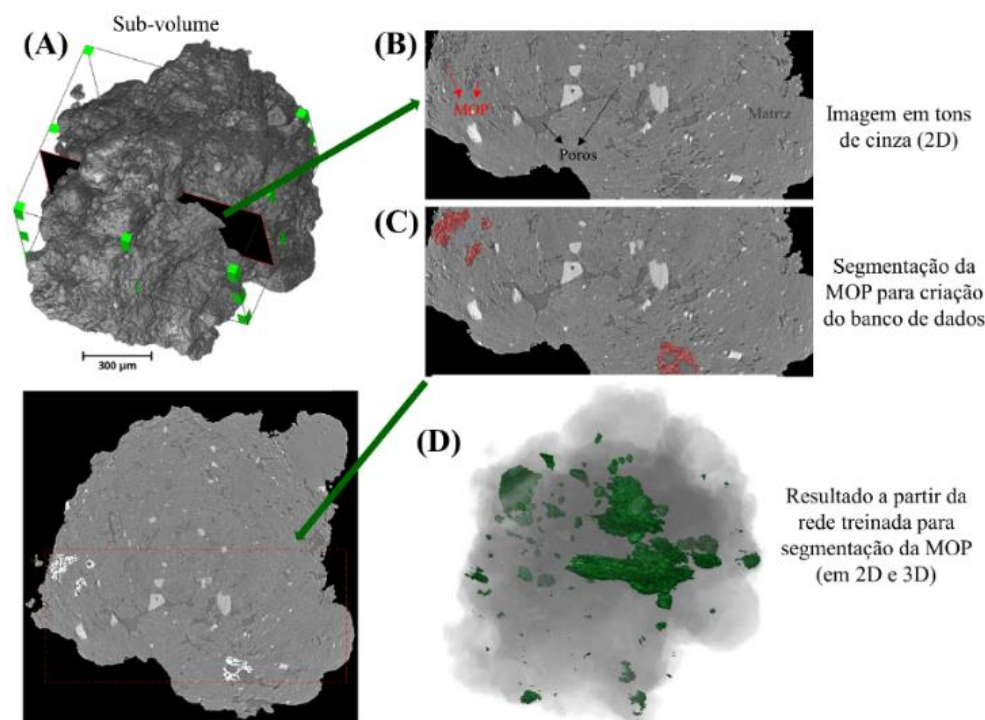 Sub-volume
(A)
300 µm
(B)
MOP
Poros
Matriz
Imagem em tons
de cinza (2D)
(C)
Segmentação da
MOP para criação
do banco de dados
(D)
Resultado a partir da
rede treinada para
segmentação da MOP
(em 2D e 3D)